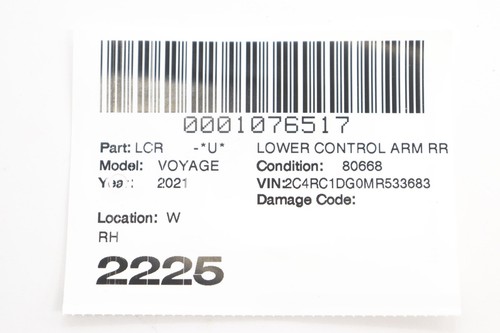 0001076517
Part: LCR -*U* LOWER CONTROL ARM RR
Model: VOYAGE Condition: 80668
Year: 2021 VIN:2C4RC1DG0MR533683
Damage Code:
Location: W
RH
2225